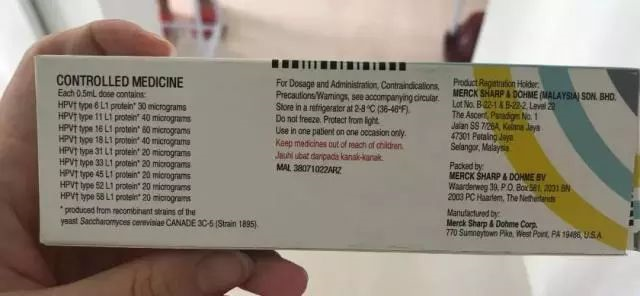 CONTROLLED MEDICINE
Each 0.5mL dose contains:
HPV† type 6 L1 protein* 30 micrograms
HPV† type 11 L1 protein* 40 micrograms
HPV† type 16 L1 protein* 60 micrograms
HPV† type 18 L1 protein* 40 micrograms
HPV† type 31 L1 protein* 20 micrograms
HPV† type 33 L1 protein* 20 micrograms
HPV† type 45 L1 protein* 20 micrograms
HPV† type 52 L1 protein* 20 micrograms
HPV† type 58 L1 protein* 20 micrograms
* produced from recombinant strains of the
yeast Saccharomyces cerevisiae CANADE 3C-5 (Strain 1895).
For Dosage and Administration, Contraindications,
Precautions/Warnings, see accompanying circular.
Store in a refrigerator at 2-8 ºC (36-46ºF).
Do not freeze. Protect from light.
Use in one patient on one occasion only.
Keep medicines out of reach of children.
Jauhi ubat daripada kanak-kanak.
MAL 38071022ARZ
Product Registration Holder:
MERCK SHARP & DOHME (MALAYSIA) SDN. BHD.
Lot No. B-22-1 & B-22-2, Level 22
The Ascent, Paradigm No. 1
Jalan SS 7/26A, Kelana Jaya
47301 Petaling Jaya
Selangor, Malaysia
Packed by:
MERCK SHARP & DOHME BV
Waarderweg 39, P.O. Box 581, 2031 BN
2003 PC Haarlem, The Netherlands
Manufactured by:
Merck Sharp & Dohme Corp.
770 Sumneytown Pike, West Point, PA 19486, U.S.A.